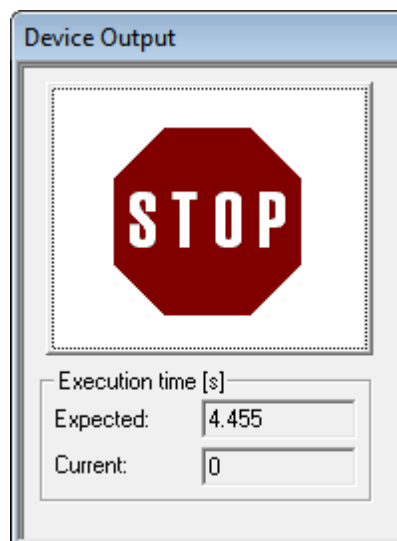 Device Output
STOP
Execution time [s]
Expected: 4.455
Current: 0